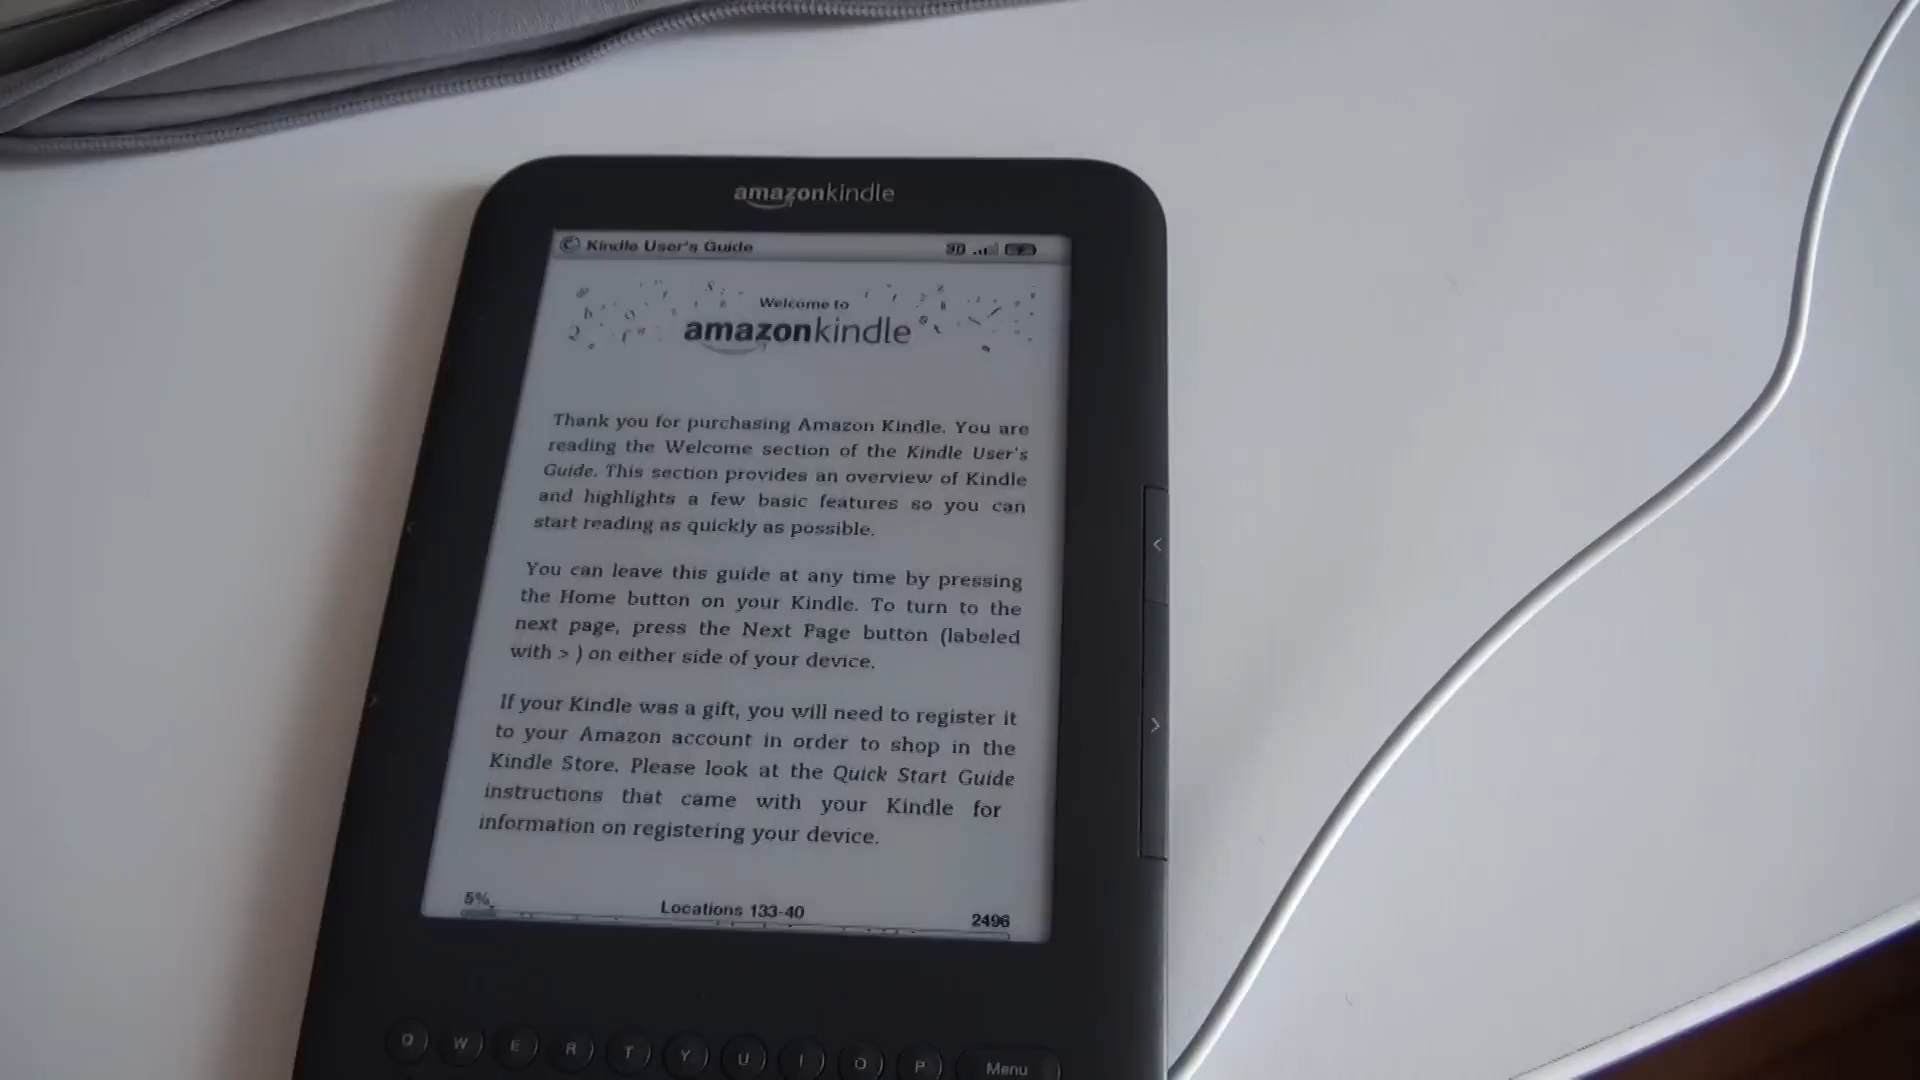 amazonkindle
Kindle User's Guide
3G
Welcome to
amazonkindle
Thank you for purchasing Amazon Kindle. You are
reading the Welcome section of the Kindle User's
Guide. This section provides an overview of Kindle
and highlights a few basic features so you can
start reading as quickly as possible.
You can leave this guide at any time by pressing
the Home button on your Kindle. To turn to the
next page, press the Next Page button (labeled
with > ) on either side of your device.
If your Kindle was a gift, you will need to register it
to your Amazon account in order to shop in the
Kindle Store. Please look at the Quick Start Guide
instructions that came with your Kindle for
information on registering your device.
5% Locations 133-40 2496
< 
>
Q W E R T Y U I O P Menu